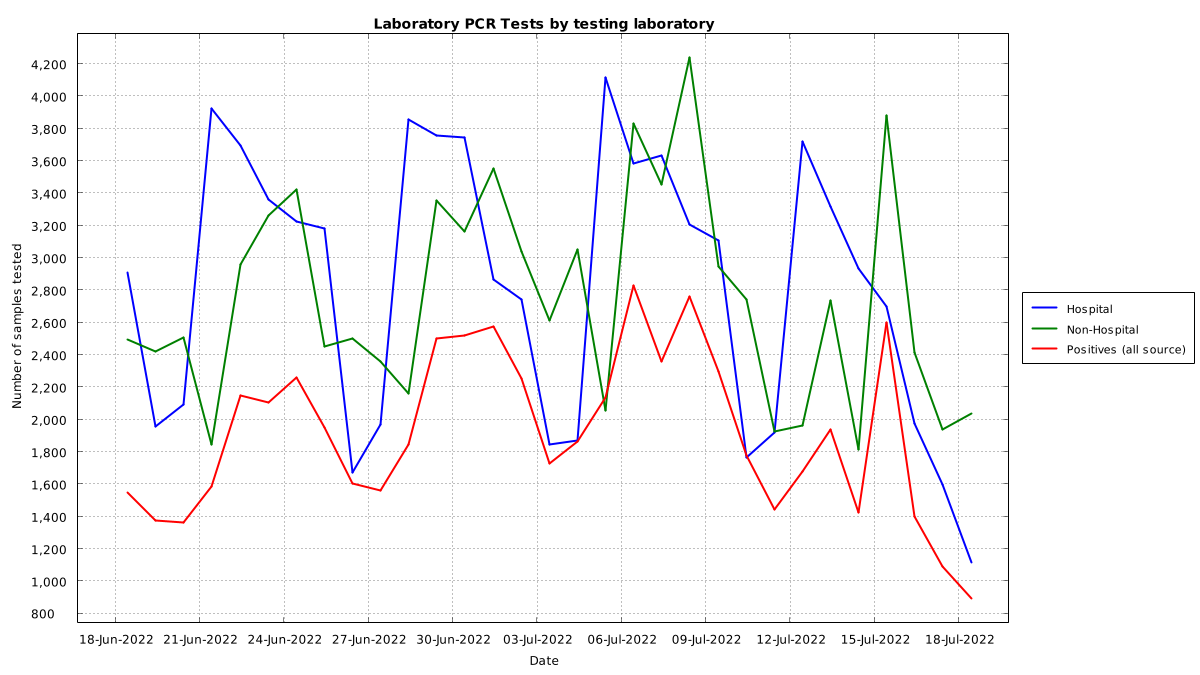 Laboratory PCR Tests by testing laboratory
4,200
4,000
3,800
3,600
3,400
3,200
3,000
2,800
2,600
2,400
2,200
2,000
1,800
1,600
1,400
1,200
1,000
800
Number of samples tested
18-Jun-2022 21-Jun-2022 24-Jun-2022 27-Jun-2022 30-Jun-2022 03-Jul-2022 06-Jul-2022 09-Jul-2022 12-Jul-2022 15-Jul-2022 18-Jul-2022
Date
Hospital
Non-Hospital
Positives (all source)